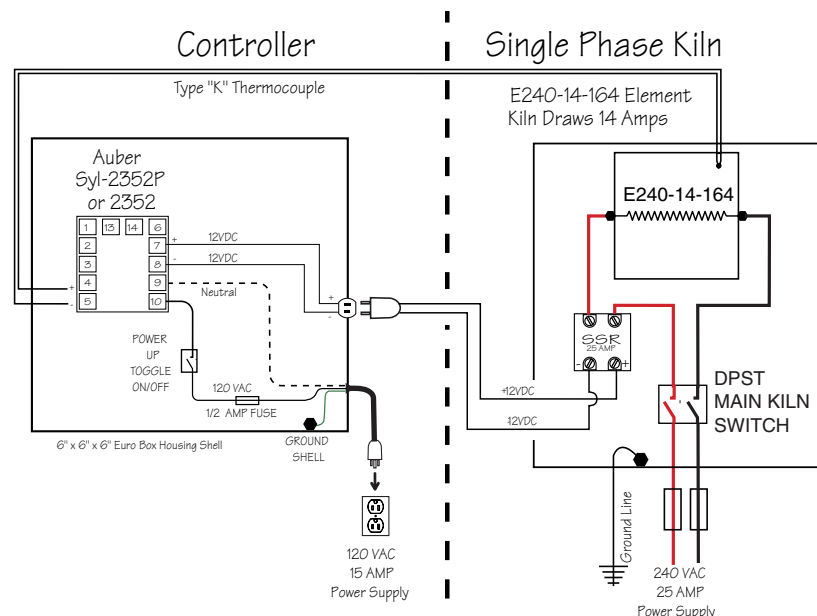 Controller
Single Phase Kiln
Type "K" Thermocouple
E240-14-164 Element
Kiln Draws 14 Amps
Auber
Syl-2352P
or 2352
1 13 14 6
2 7
3 8
4 9
5 10
+ 12VDC
- 12VDC
Neutral
+
-
+
-
POWER
UP
TOGGLE
ON/OFF
120 VAC
1/2 AMP FUSE
GROUND
SHELL
6" x 6" x 6" Euro Box Housing Shell
120 VAC
15 AMP
Power Supply
E240-14-164
SSR
25 AMP
- +
+12VDC
-12VDC
DPST
MAIN KILN
SWITCH
Ground Line
240 VAC
25 AMP
Power Supply